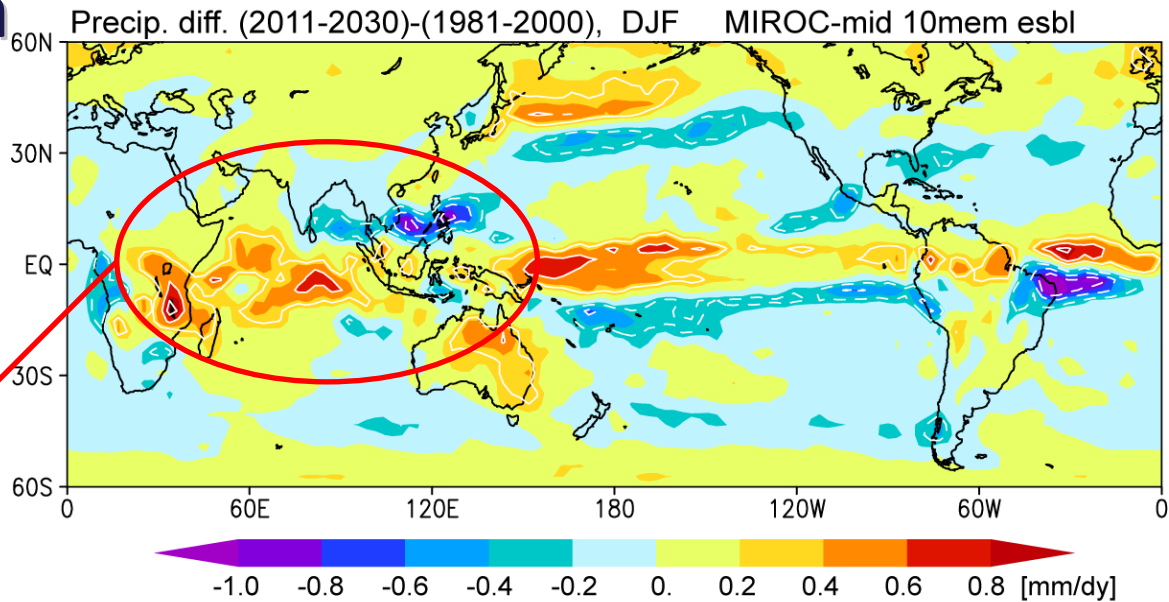 Precip. diff. (2011-2030)-(1981-2000), DJF MIROC-mid 10mem esbl
60N
30N
EQ
30S
60S
0 60E 120E 180 120W 60W 0
-1.0 -0.8 -0.6 -0.4 -0.2 0. 0.2 0.4 0.6 0.8 [mm/dy]